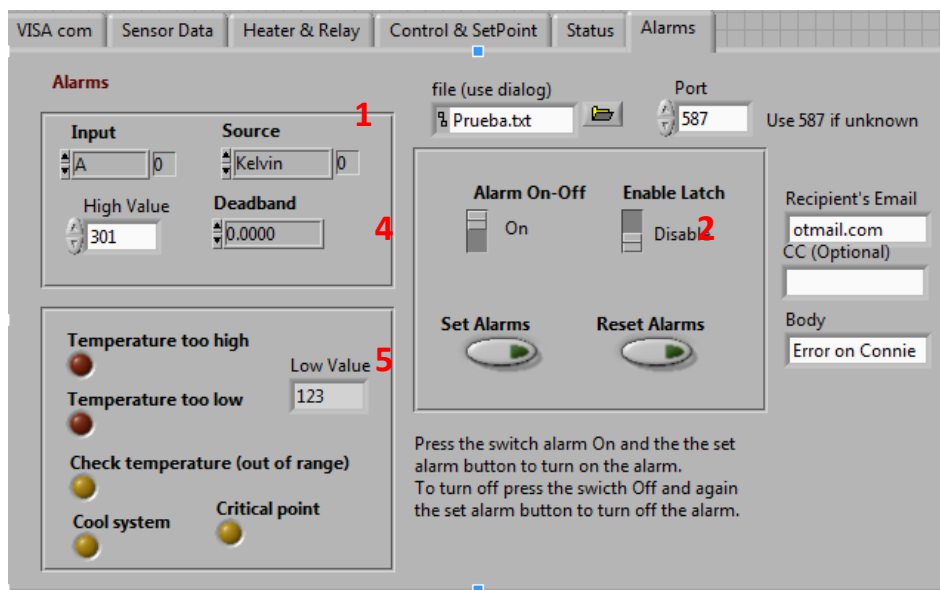 VISA com
Sensor Data
Heater & Relay
Control & SetPoint
Status
Alarms
Alarms
1
Input
Source
A
0
Kelvin
0
High Value
Deadband
301
0.0000
4
Temperature too high
5
Low Value
123
Temperature too low
Check temperature (out of range)
Cool system
Critical point
file (use dialog)
Prueba.txt
Port
587
Use 587 if unknown
Alarm On-Off
Enable Latch
On
Disable
2
Set Alarms
Reset Alarms
Recipient's Email
otmail.com
CC (Optional)
Body
Error on Connie
Press the switch alarm On and the the set
alarm button to turn on the alarm.
To turn off press the swicth Off and again
the set alarm button to turn off the alarm.